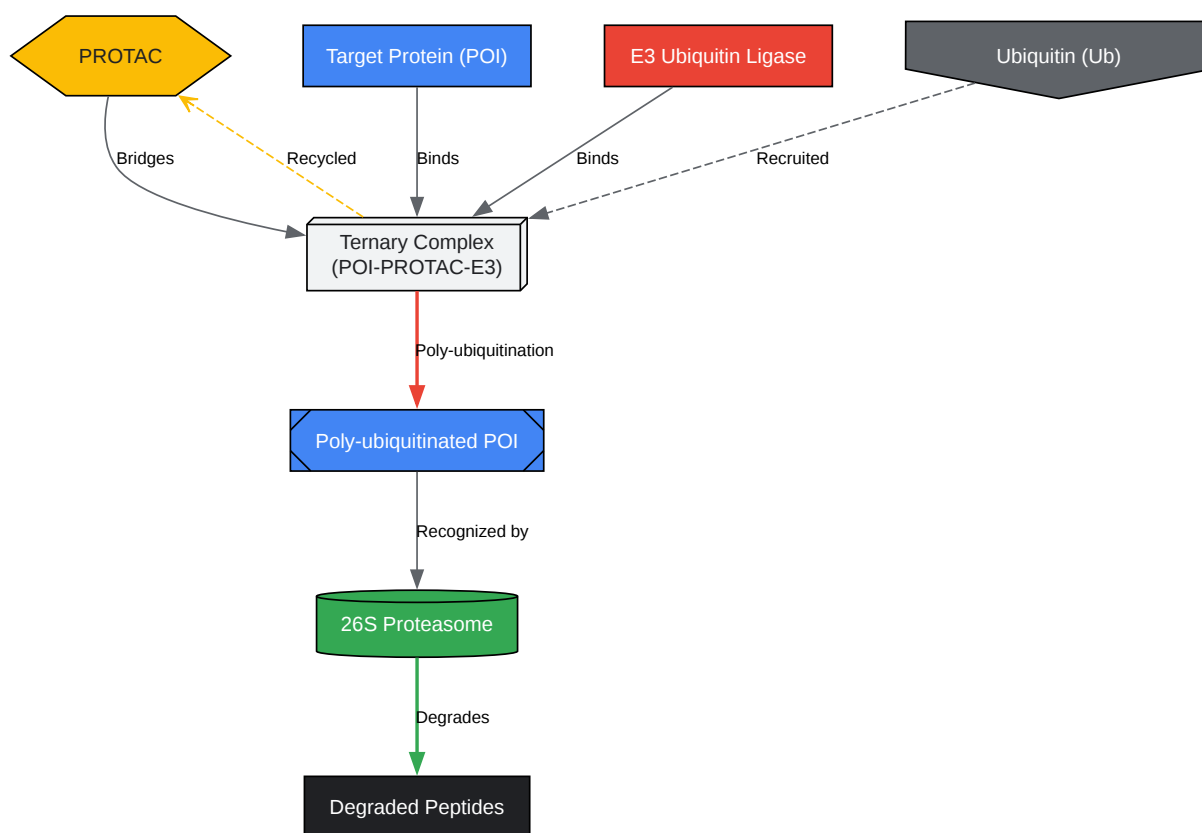 PROTAC
Target Protein (POI)
E3 Ubiquitin Ligase
Ubiquitin (Ub)
Bridges
Recycled
Binds
Binds
Recruited
Ternary Complex
(POI-PROTAC-E3)
Poly-ubiquitination
Poly-ubiquitinated POI
Recognized by
26S Proteasome
Degrades
Degraded Peptides